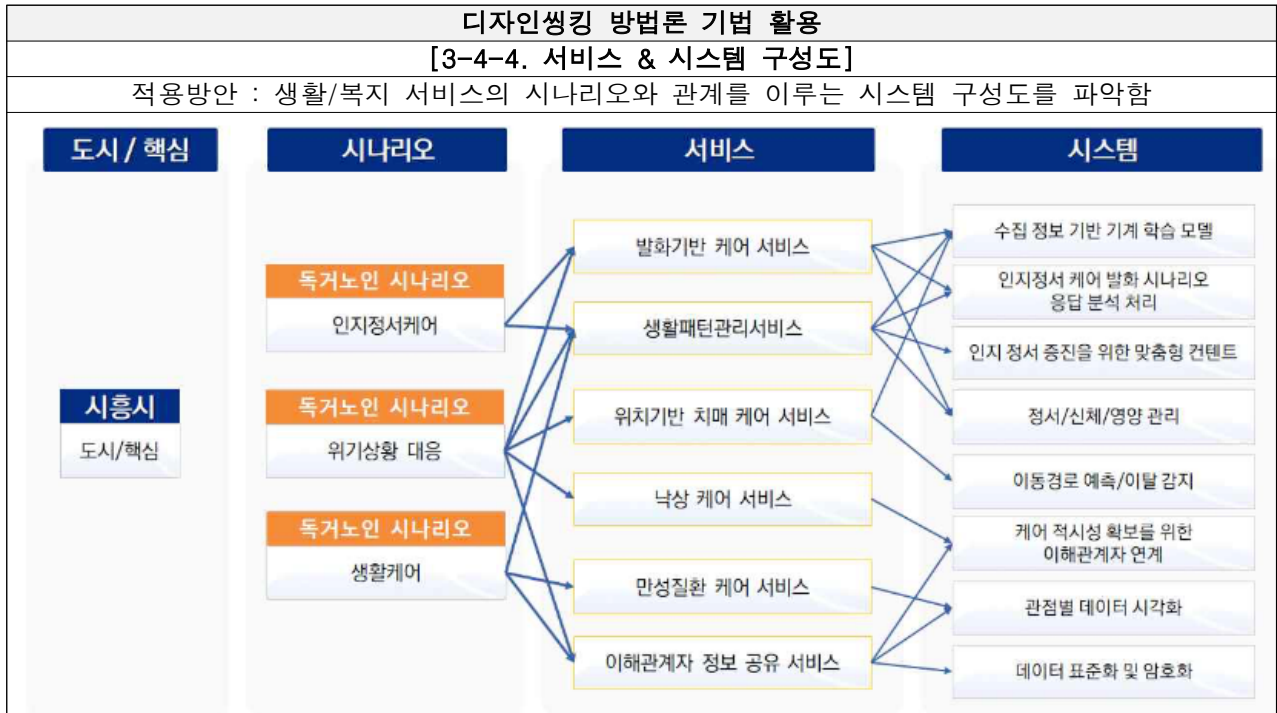 디자인씽킹 방법론 기법 활용
[3-4-4. 서비스 & 시스템 구성도]
적용방안 : 생활/복지 서비스의 시나리오와 관계를 이루는 시스템 구성도를 파악함
도시 / 핵심
시흥시
도시/핵심
시나리오
독거노인 시나리오
인지정서케어
독거노인 시나리오
위기상황 대응
독거노인 시나리오
생활케어
서비스
발화기반 케어 서비스
생활패턴관리서비스
위치기반 치매 케어 서비스
낙상 케어 서비스
만성질환 케어 서비스
이해관계자 정보 공유 서비스
시스템
수집 정보 기반 기계 학습 모델
인지정서 케어 발화 시나리오
응답 분석 처리
인지 정서 증진을 위한 맞춤형 컨텐트
정서/신체/영양 관리
이동경로 예측/이탈 감지
케어 적시성 확보를 위한
이해관계자 연계
관점별 데이터 시각화
데이터 표준화 및 암호화